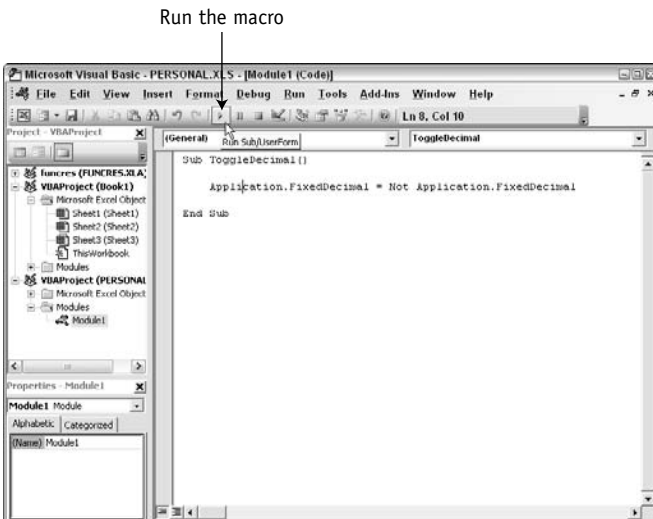 Run the macro
Microsoft Visual Basic - PERSONAL.XLS - [Module1 (Code)]
File Edit View Insert Format Debug Run Tools Add-Ins Window Help
Ln 8, Col 10
Project - VBAProject
(General)
ToggleDecimal
Run Sub/UserForm
funcres (FUNCRES.XLA)
VBAProject (Book1)
Microsoft Excel Object
Sheet1 (Sheet1)
Sheet2 (Sheet2)
Sheet3 (Sheet3)
ThisWorkbook
Modules
VBAProject (PERSONAL
Microsoft Excel Object
Modules
Module1
Sub ToggleDecimal()
Application.FixedDecimal = Not Application.FixedDecimal
End Sub
Properties - Module1
Module1 Module
Alphabetic Categorized
(Name) Module1